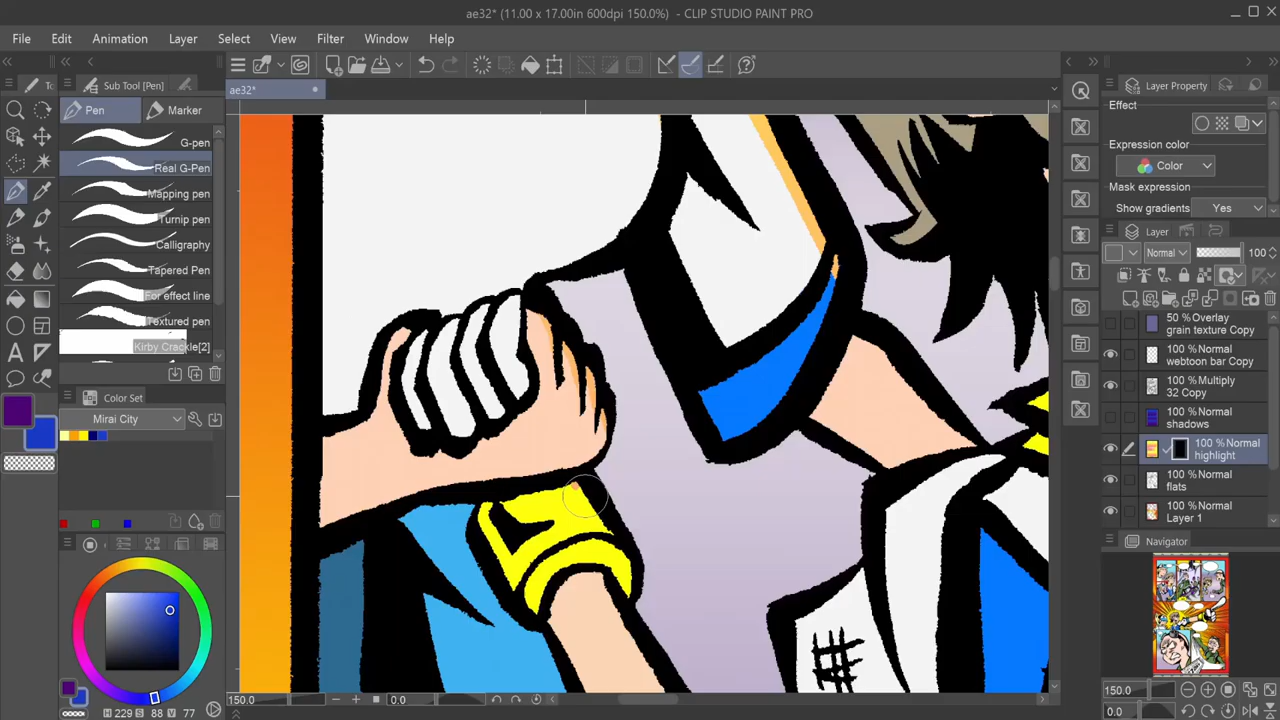 ae32* (11.00 x 17.00in 600dpi 150.0%) - CLIP STUDIO PAINT PRO
File Edit Animation Layer Select View Filter Window Help
To
Sub Tool [Pen]
ae32*
Layer Property
Pen
Marker
G-pen
Real G-Pen
Mapping pen
Turnip pen
Calligraphy
Tapered Pen
For effect line
Textured pen
Kirby Crackle[2]
Color Set
Mirai City
H 229 S 88 V 77
150.0
0.0
Effect
Expression color
Color
Mask expression
Show gradients Yes
Layer
Normal 100
50 %Overlay
grain texture Copy
100 %Normal
webtoon bar Copy
100 %Multiply
32 Copy
100 %Normal
shadows
100 %Normal
highlight
100 %Normal
flats
100 %Normal
Layer 1
Navigator
150.0
0.0